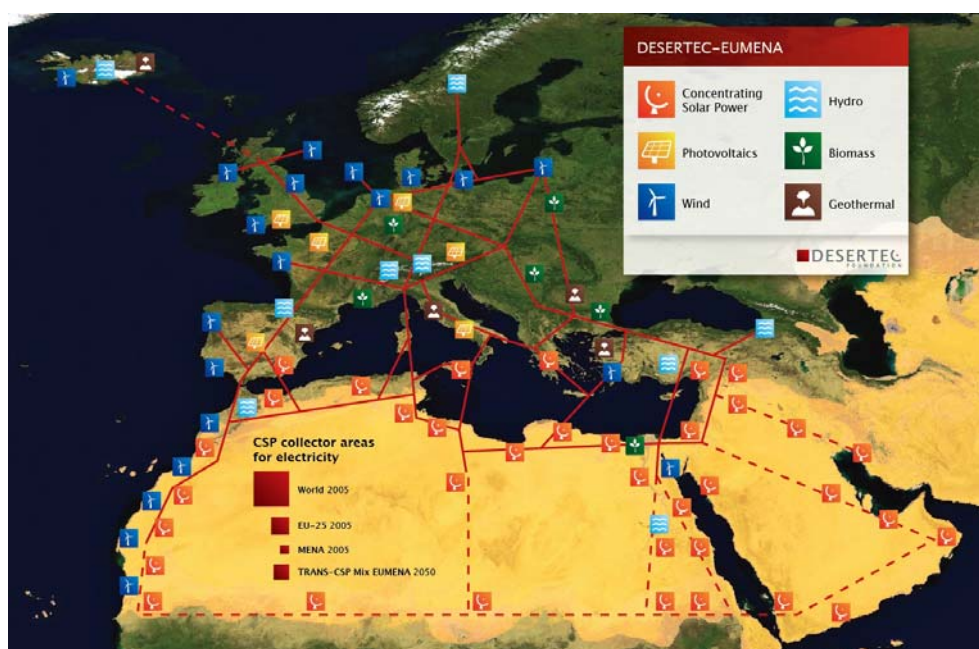 DESERTEC–EUMENA
Concentrating
Solar Power
Hydro
Photovoltaics
Biomass
Wind
Geothermal
DESERTEC
FOUNDATION
CSP collector areas
for electricity
World 2005
EU-25 2005
MENA 2005
TRANS-CSP Mix EUMENA 2050